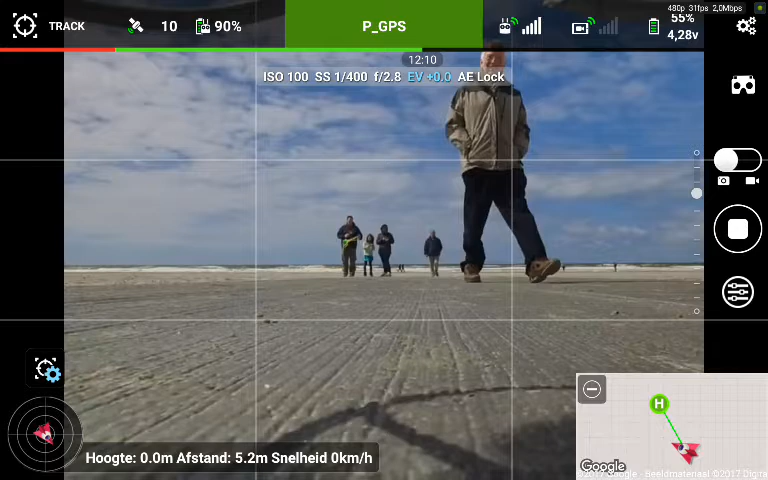 480p 31fps 2,0Mbps
TRACK
10
90%
P_GPS
55%
4,28v
12:10
ISO 100 SS 1/400 f/2.8 EV +0.0 AE Lock
H
Hoogte: 0.0m Afstand: 5.2m Snelheid 0km/h
Google
©2017 Google - Beeldmateriaal ©2017 Digita